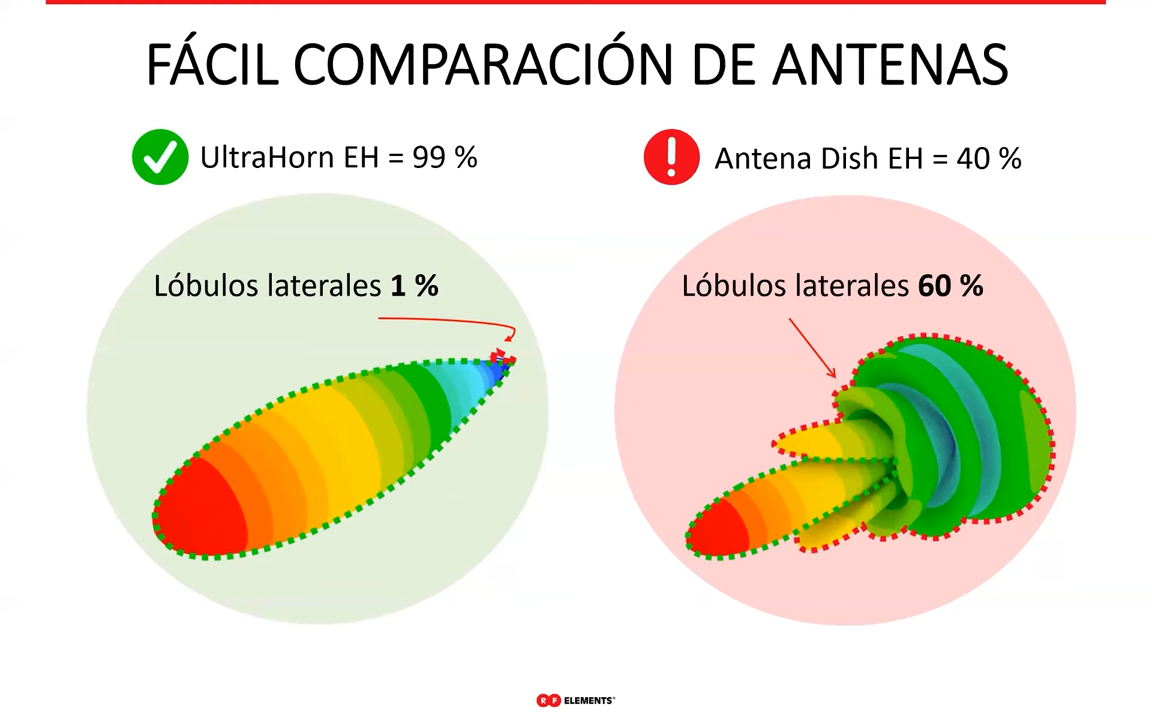 FÁCIL COMPARACIÓN DE ANTENAS
UltraHorn EH = 99 %
Antena Dish EH = 40 %
Lóbulos laterales 1 %
Lóbulos laterales 60 %
RF ELEMENTS